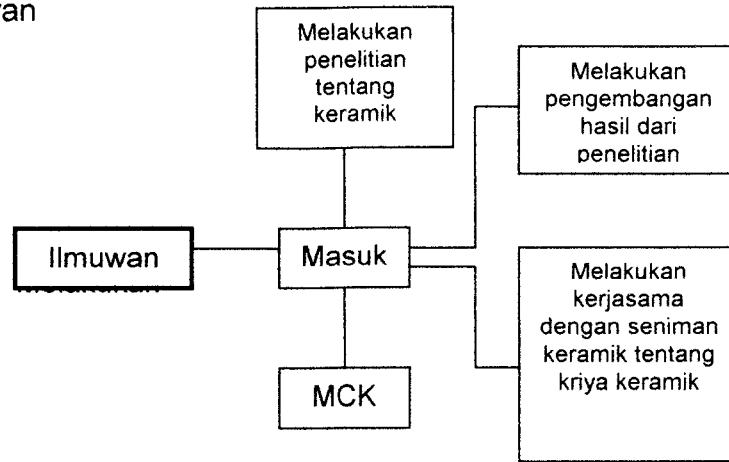 Melakukan
penelitian
tentang
keramik
Melakukan
pengembangan
hasil dari
penelitian
Ilmuwan
Masuk
Melakukan
kerjasama
dengan seniman
keramik tentang
kriya keramik
MCK